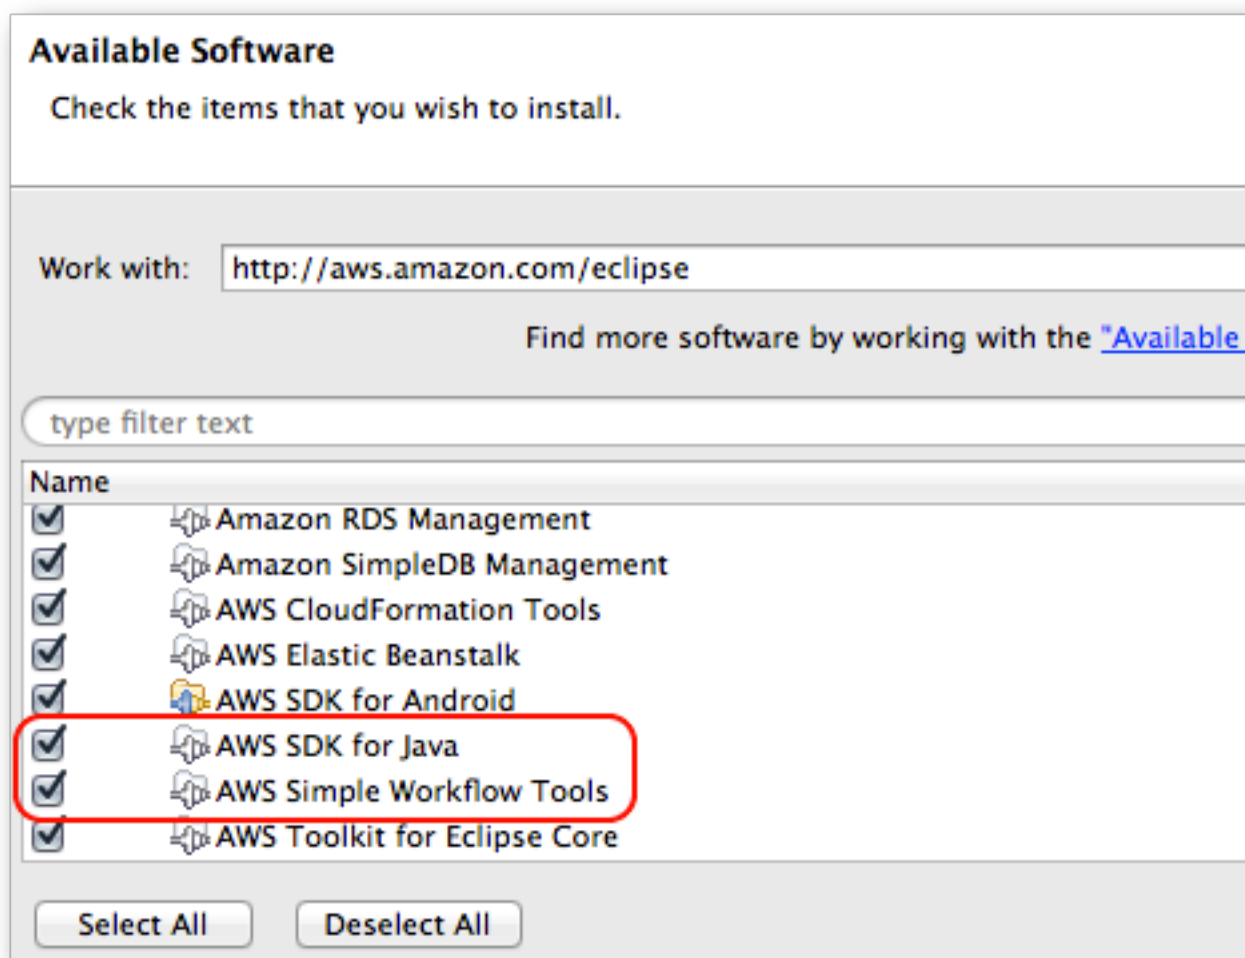 Available Software
Check the items that you wish to install.
Work with: http://aws.amazon.com/eclipse
Find more software by working with the "Available
type filter text
Name
Amazon RDS Management
Amazon SimpleDB Management
AWS CloudFormation Tools
AWS Elastic Beanstalk
AWS SDK for Android
AWS SDK for Java
AWS Simple Workflow Tools
AWS Toolkit for Eclipse Core
Select All Deselect All